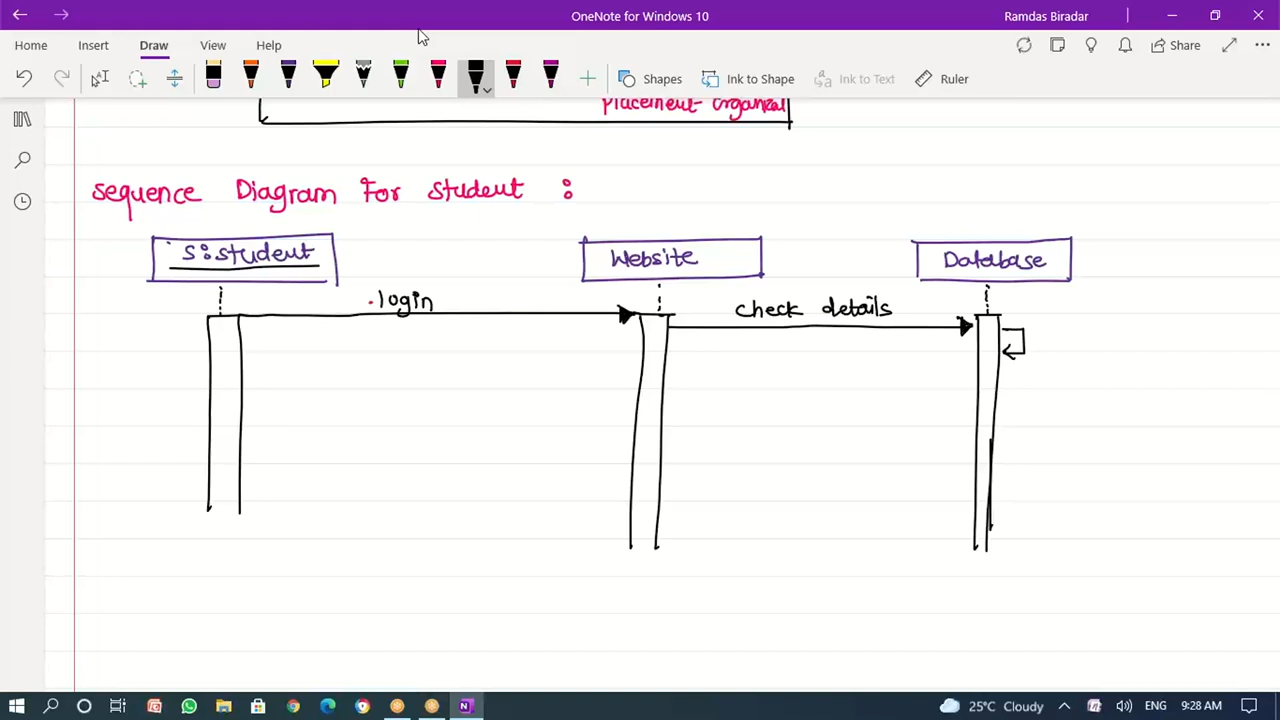 OneNote for Windows 10
Ramdas Biradar
Home Insert Draw View Help
Share
Shapes Ink to Shape Ink to Text Ruler
Placement
Sequence Diagram For Student :
S:student
Website
Database
login
check details
25°C Cloudy
ENG
9:28 AM